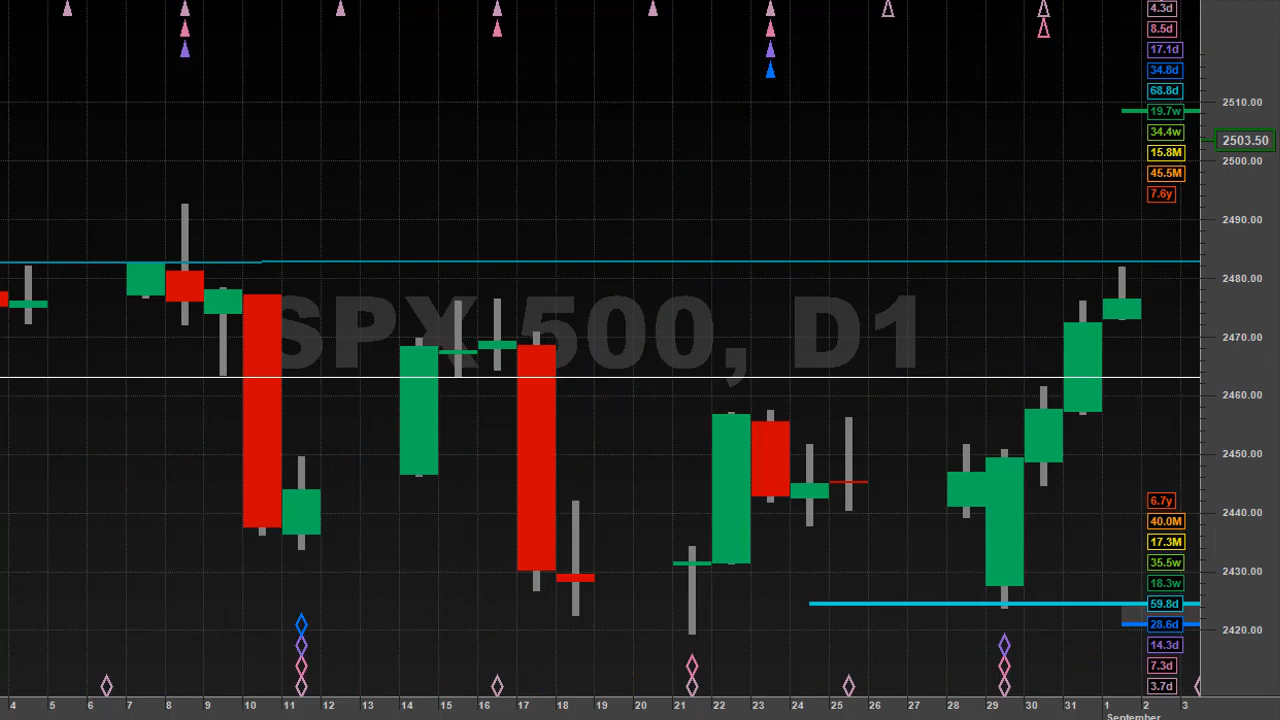 4.3d
8.5d
17.1d
34.8d
68.8d
19.7w
34.4w
15.8M
45.5M
7.6y
2510.00
2503.50
2500.00
2490.00
2480.00
2470.00
2460.00
2450.00
2440.00
2430.00
2420.00
SPX 500, D1
6.7y
40.0M
17.3M
35.5w
18.3w
59.8d
28.6d
14.3d
7.3d
3.7d
4 5 6 7 8 9 10 11 12 13 14 15 16 17 18 19 20 21 22 23 24 25 26 27 28 29 30 31 1 2 3
September